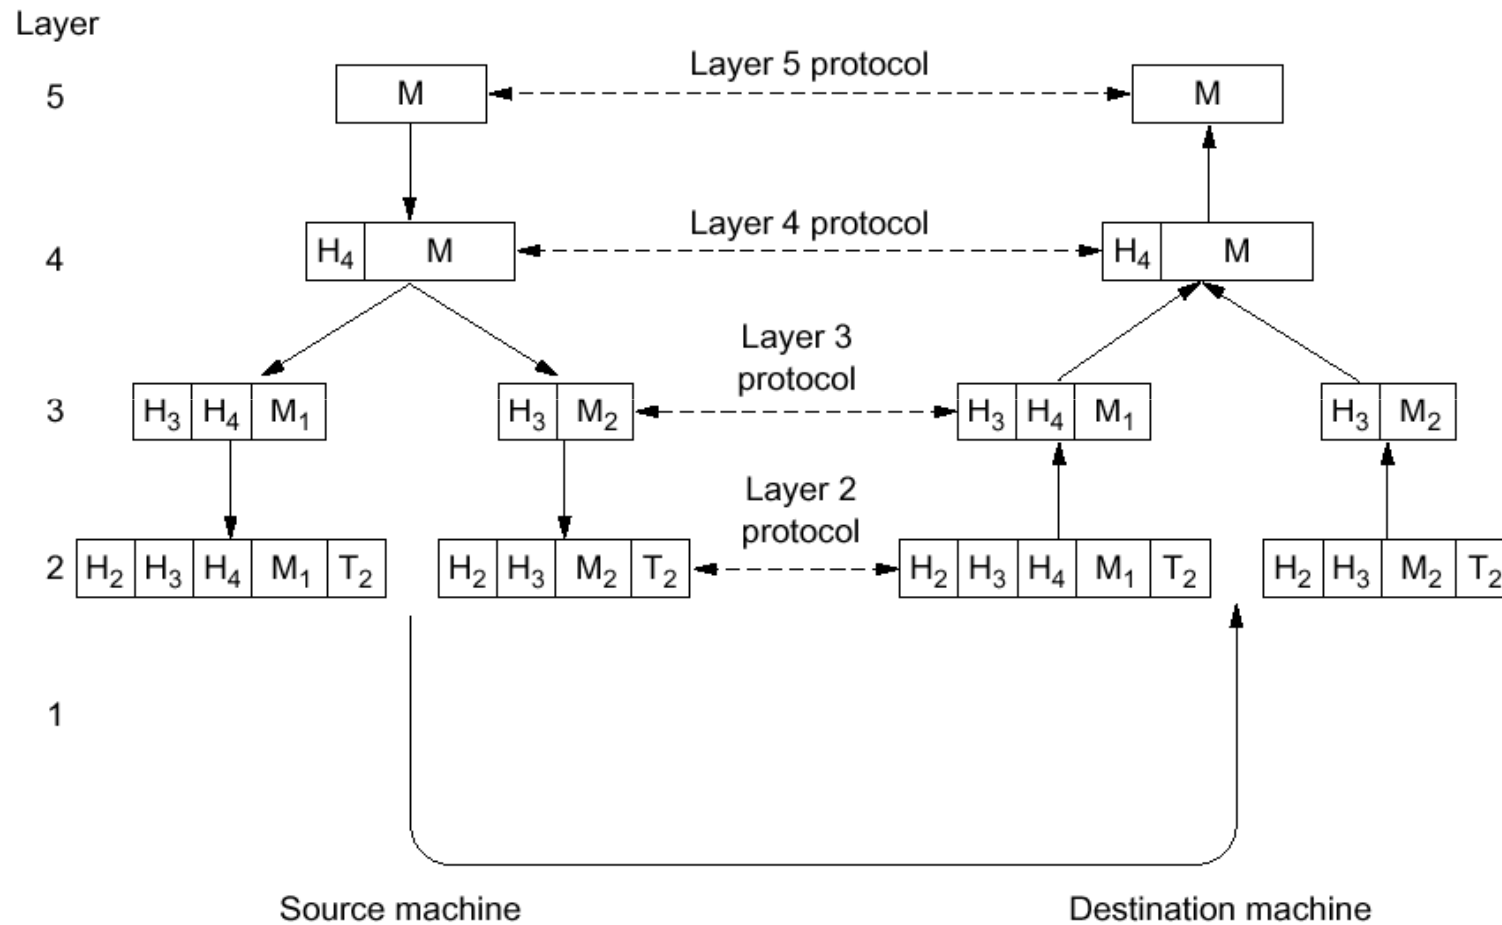 Layer
5 M Layer 5 protocol M
4 H₄ M Layer 4 protocol H₄ M
Layer 3
protocol
3 H₃ H₄ M₁ H₃ M₂ H₃ H₄ M₁ H₃ M₂
Layer 2
protocol
2 H₂ H₃ H₄ M₁ T₂ H₂ H₃ M₂ T₂ H₂ H₃ H₄ M₁ T₂ H₂ H₃ M₂ T₂
1
Source machine Destination machine